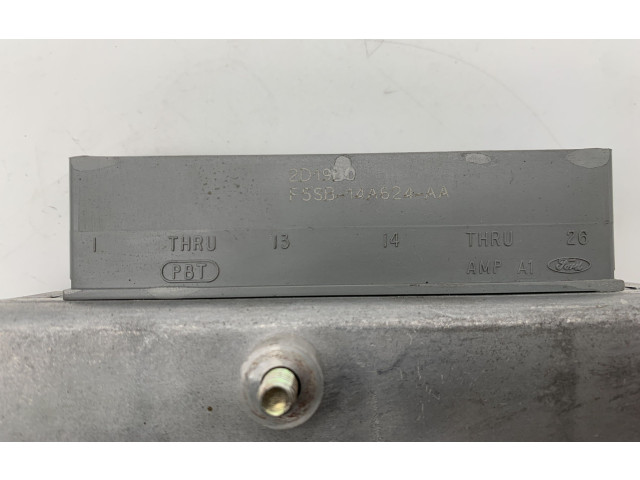 F5SB-14A624-AA
1 THRU 13 14 THRU 26
PBT AMP A1 Ford